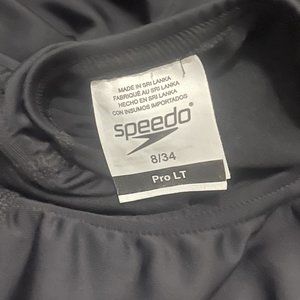 MADE IN SRI LANKA
FABRIQUÉ AU SRI LANKA
HECHO EN SRI LANKA
CON INSUMOS IMPORTADOS
speedo
8/34
Pro LT